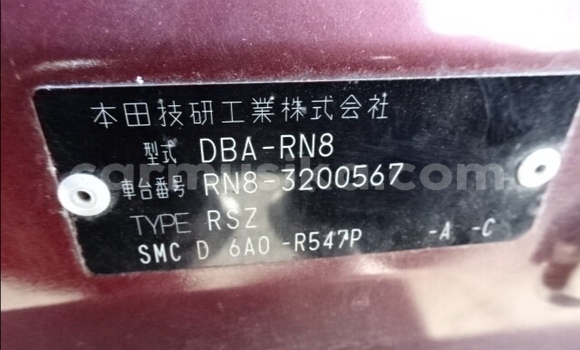 本田技研工業株式会社
型式 DBA-RN8
車台番号 RN8-3200567
TYPE RSZ
SMC D 6A0 -R547P -A -C